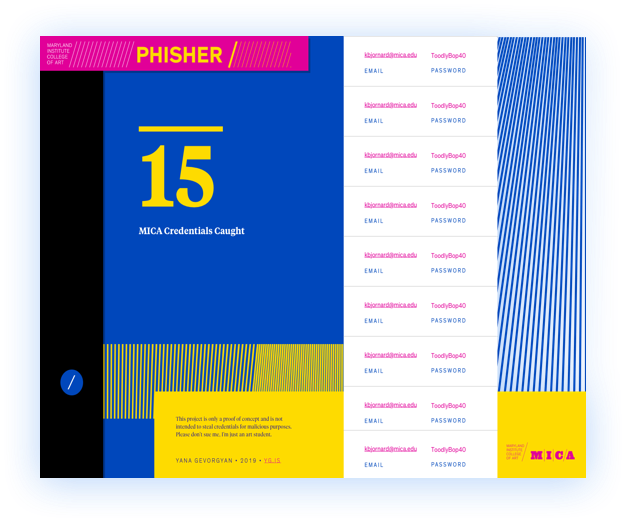 MARYLAND
INSTITUTE
COLLEGE
OF ART
PHISHER
15
MICA Credentials Caught
This project is only a proof of concept and is not
intended to steal credentials for malicious purposes.
Please don't sue me, I'm just an art student.
YANA GEVORGYAN • 2019 • YG.IS
kbjornard@mica.edu ToodlyBop40
EMAIL PASSWORD
kbjornard@mica.edu ToodlyBop40
EMAIL PASSWORD
kbjornard@mica.edu ToodlyBop40
EMAIL PASSWORD
kbjornard@mica.edu ToodlyBop40
EMAIL PASSWORD
kbjornard@mica.edu ToodlyBop40
EMAIL PASSWORD
kbjornard@mica.edu ToodlyBop40
EMAIL PASSWORD
kbjornard@mica.edu ToodlyBop40
EMAIL PASSWORD
kbjornard@mica.edu ToodlyBop40
EMAIL PASSWORD
kbjornard@mica.edu ToodlyBop40
EMAIL PASSWORD
MARYLAND
INSTITUTE
COLLEGE
OF ART
MICA